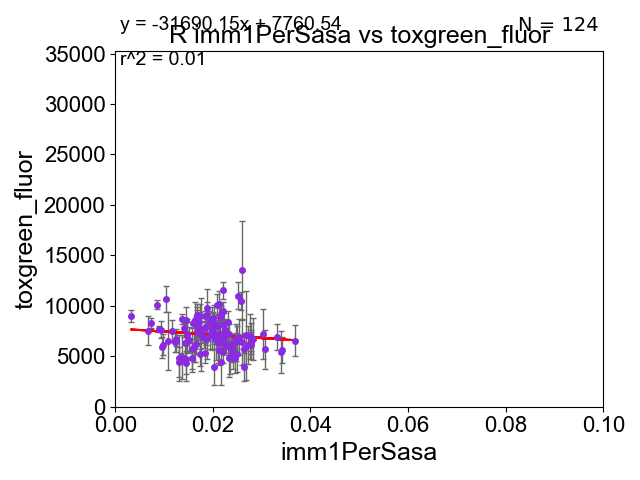 y = -31690.15x + 7760.54
N = 124
R imm1PerSasa vs toxgreen_fluor
r^2 = 0.01
35000
30000
25000
20000
15000
10000
5000
0
toxgreen_fluor
0.00 0.02 0.04 0.06 0.08 0.10
imm1PerSasa